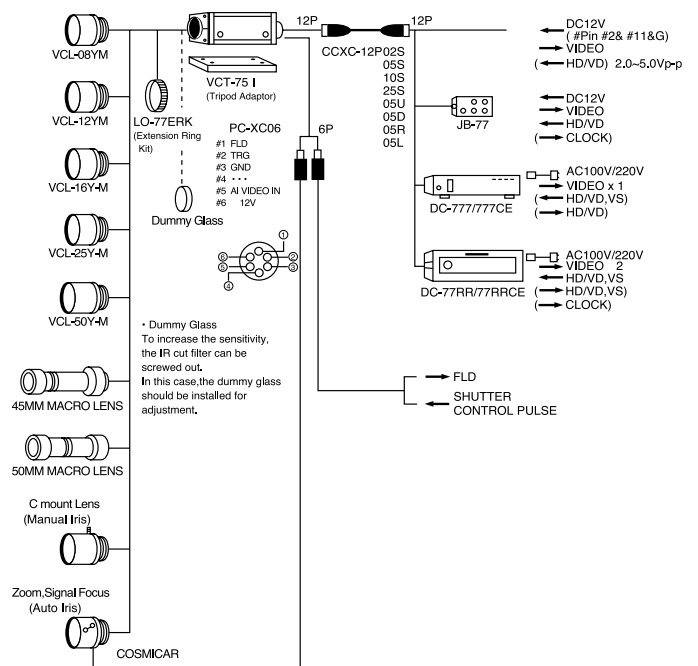 VCL-08YM
VCL-12YM
VCL-16Y-M
VCL-25Y-M
VCL-50Y-M
45MM MACRO LENS
50MM MACRO LENS
C mount Lens
(Manual Iris)
Zoom,Signal Focus
(Auto Iris)
COSMICAR
LO-77ERK
(Extension Ring
Kit)
Dummy Glass
VCT-75 I
(Tripod Adaptor)
PC-XC06
#1 FLD
#2 TRG
#3 GND
#4 ･･･
#5 AI VIDEO IN
#6 12V
6P
①
⑥
②
⑤
③
④
• Dummy Glass
To increase the sensitivity,
the IR cut filter can be
screwed out.
In this case,the dummy glass
should be installed for
adjustment.
12P
12P
CCXC-12P02S
05S
10S
25S
05U
05D
05R
05L
DC12V
( #Pin #2& #11&G)
VIDEO
( HD/VD) 2.0~5.0Vp-p
JB-77
DC12V
VIDEO
HD/VD
( CLOCK)
DC-777/777CE
AC100V/220V
VIDEO x 1
( HD/VD,VS)
( HD/VD)
DC-77RR/77RRCE
AC100V/220V
VIDEO 2
HD/VD,VS
( HD/VD,VS)
( CLOCK)
FLD
SHUTTER
CONTROL PULSE